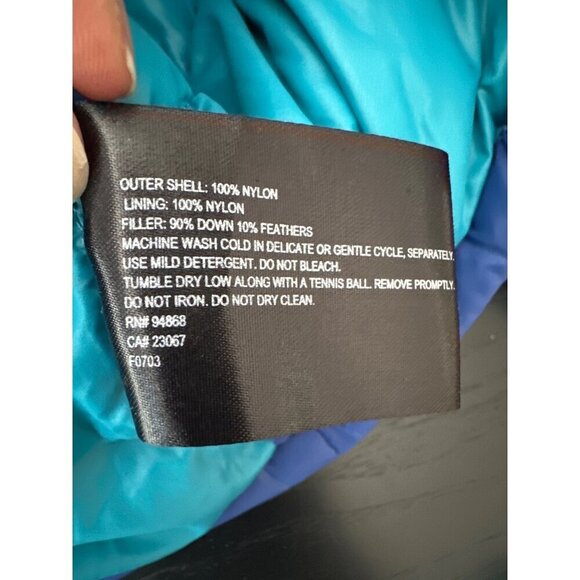 OUTER SHELL: 100% NYLON
LINING: 100% NYLON
FILLER: 90% DOWN 10% FEATHERS
MACHINE WASH COLD IN DELICATE OR GENTLE CYCLE, SEPARATELY.
USE MILD DETERGENT. DO NOT BLEACH.
TUMBLE DRY LOW ALONG WITH A TENNIS BALL. REMOVE PROMPTLY.
DO NOT IRON. DO NOT DRY CLEAN.
RN# 94868
CA# 23067
F0703